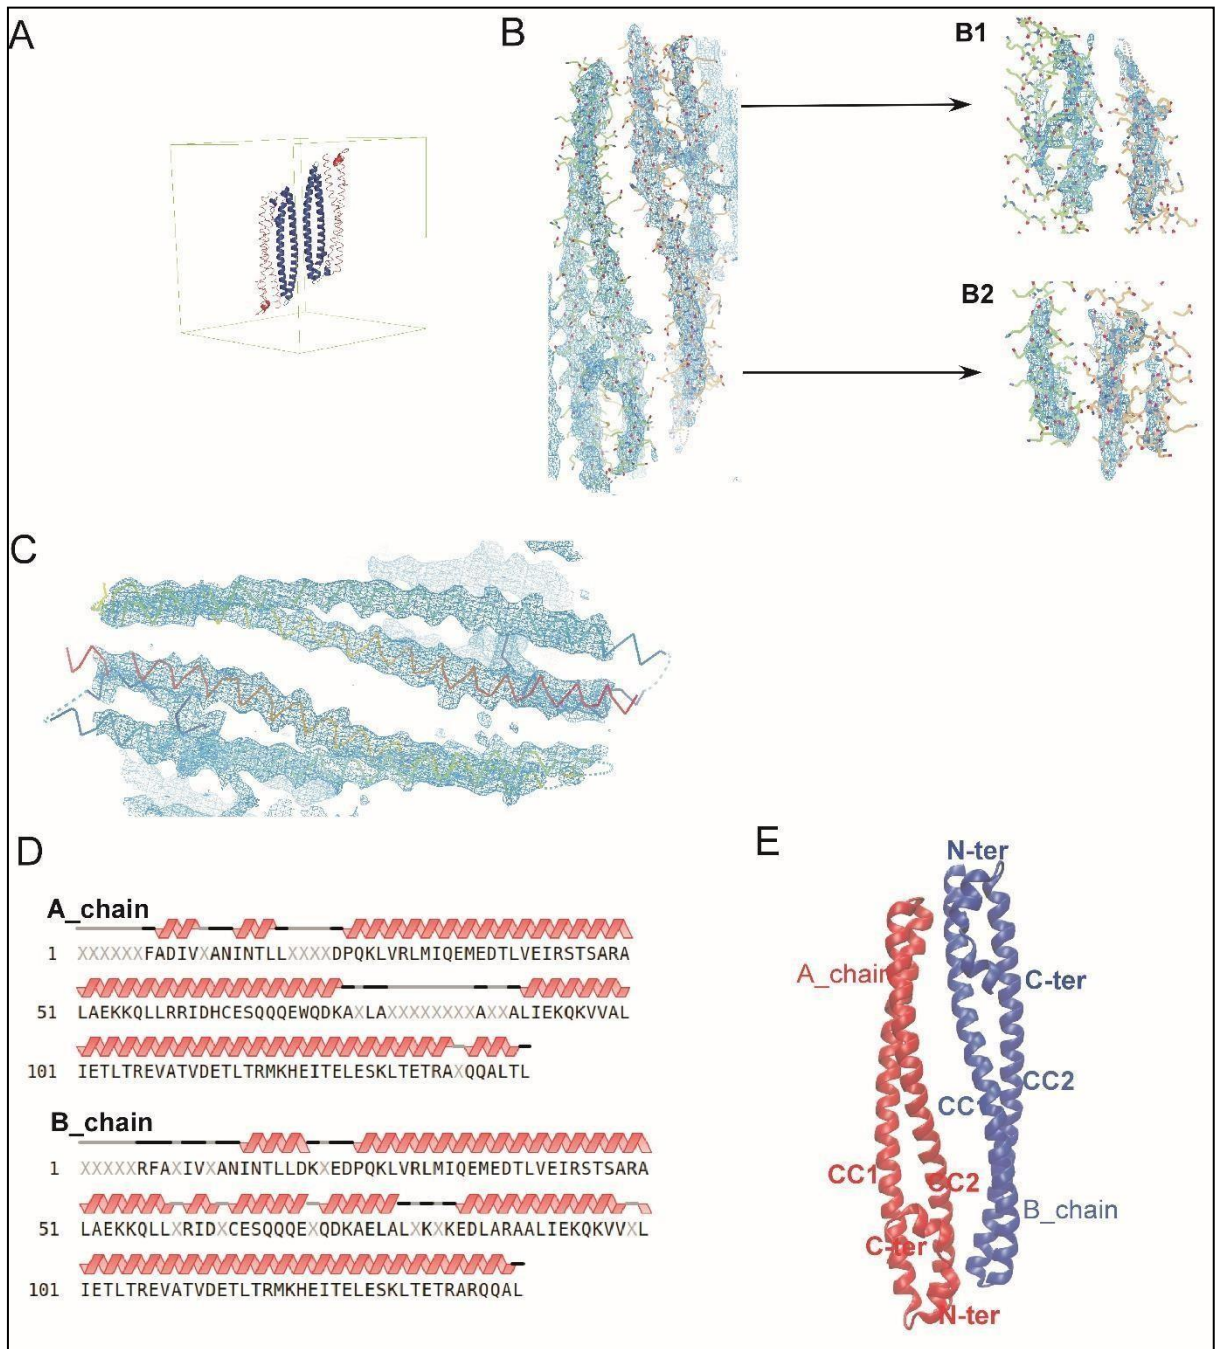 A
B
B1
B2
C
D
A_chain
1 XXXXXXFADIVXANINTLLXXXXDPQKLVRLMIQEMEDTLVEIRSTSARA
51 LAEKKQLLRRIDHCESQQQEWQDKAXLAXXXXXXXXAXXALIEKQKVVAL
101 IETLTREVATVDETLTRMKHEITELESKLTETRAXQQALTL
B_chain
1 XXXXXRFAXIVXANINTLLDKXEDPQKLVRLMIQEMEDTLVEIRSTSARA
51 LAEKKQLLXRIDXCESQQQEXQDKAELALXKXKEDLARAALIEKQKVVXL
101 IETLTREVATVDETLTRMKHEITELESKLTETRARQQAL
E
N-ter
A_chain
C-ter
CC2
CC1
CC1
CC2
B_chain
C-ter
N-ter